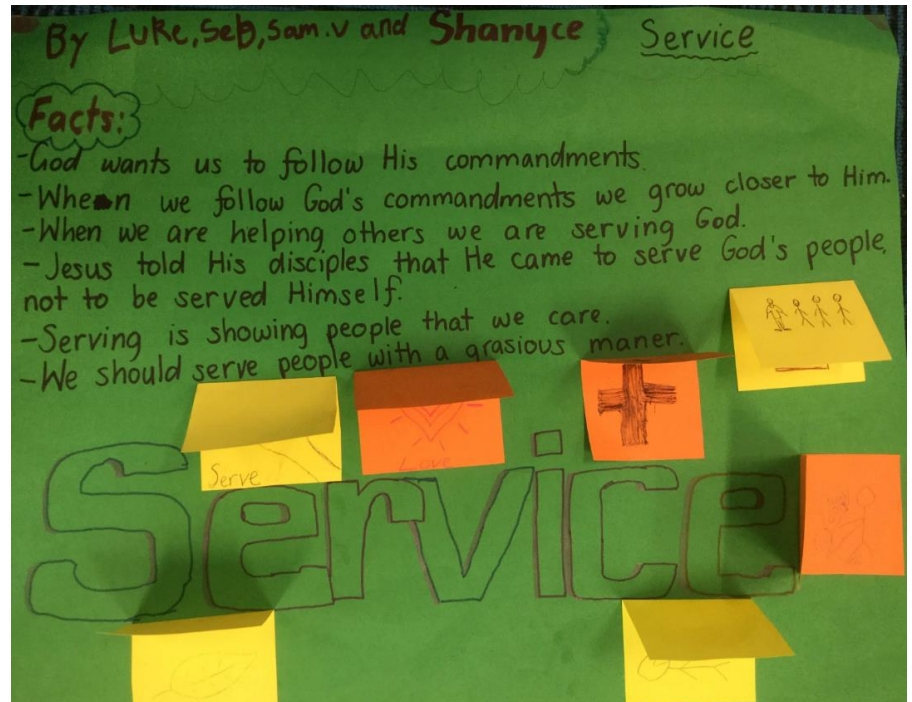 By Luke, Seb, Sam.V and Shanyce
Service
Facts:
-God wants us to follow His commandments.
-When we follow God's commandments we grow closer to Him.
-When we are helping others we are serving God.
-Jesus told His disciples that He came to serve God's people,
not to be served Himself.
-Serving is showing people that we care.
-We should serve people with a grasious maner.
Serve
Love
Service